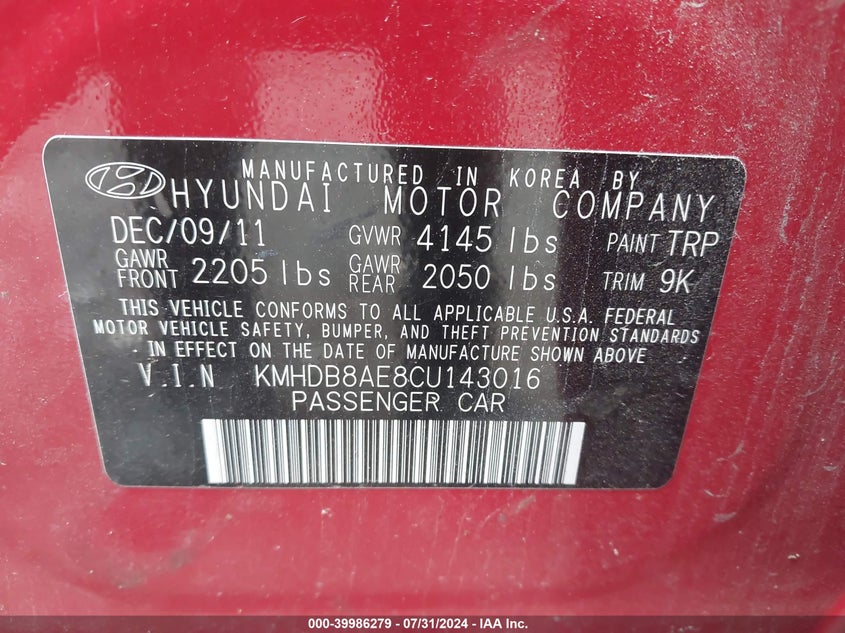 MANUFACTURED IN KOREA BY
HYUNDAI MOTOR COMPANY
DEC/09/11 GVWR 4145 lbs PAINT TRP
GAWR FRONT 2205 lbs GAWR REAR 2050 lbs TRIM 9K
THIS VEHICLE CONFORMS TO ALL APPLICABLE U.S.A. FEDERAL
MOTOR VEHICLE SAFETY, BUMPER, AND THEFT PREVENTION STANDARDS
IN EFFECT ON THE DATE OF MANUFACTURE SHOWN ABOVE
V.I.N KMHDB8AE8CU143016
PASSENGER CAR
000-39986279 / 07/31/2024 - IAA Inc.